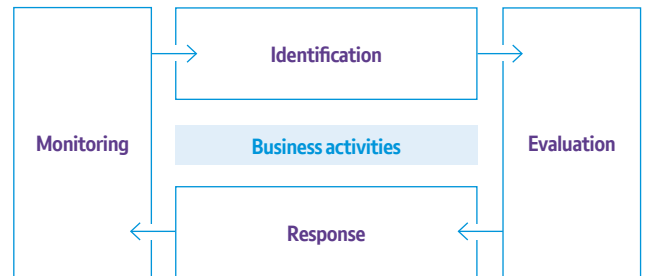 Identification
Monitoring
Business activities
Evaluation
Response